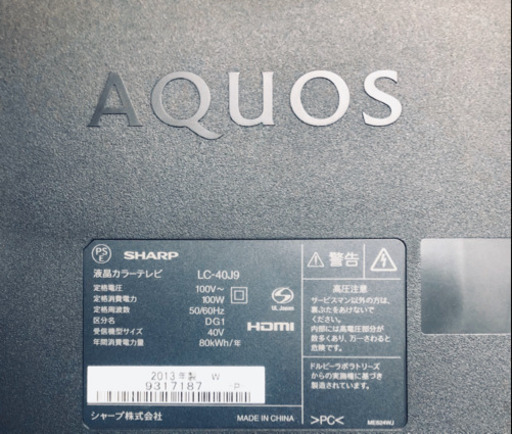 AQUOS
PS
E
SHARP
液晶カラーテレビ LC-40J9
定格電圧 100V～
定格消費電力 100W
定格周波数 50/60Hz
区分名 DG1
受信機型サイズ 40V
年間消費電力量 80kWh/年
UL Japan
HDMI
2013年製 W
9317187 P
シャープ株式会社 MADE IN CHINA
警告
高圧注意
サービスマン以外の方は、
裏ぶたをあけないで
ください。
内部には高電圧部分が
数多くあり、万一さわると
危険です。
ドルビーラボラトリーズ
からの実施権に基づき
製造されています。
>PC<